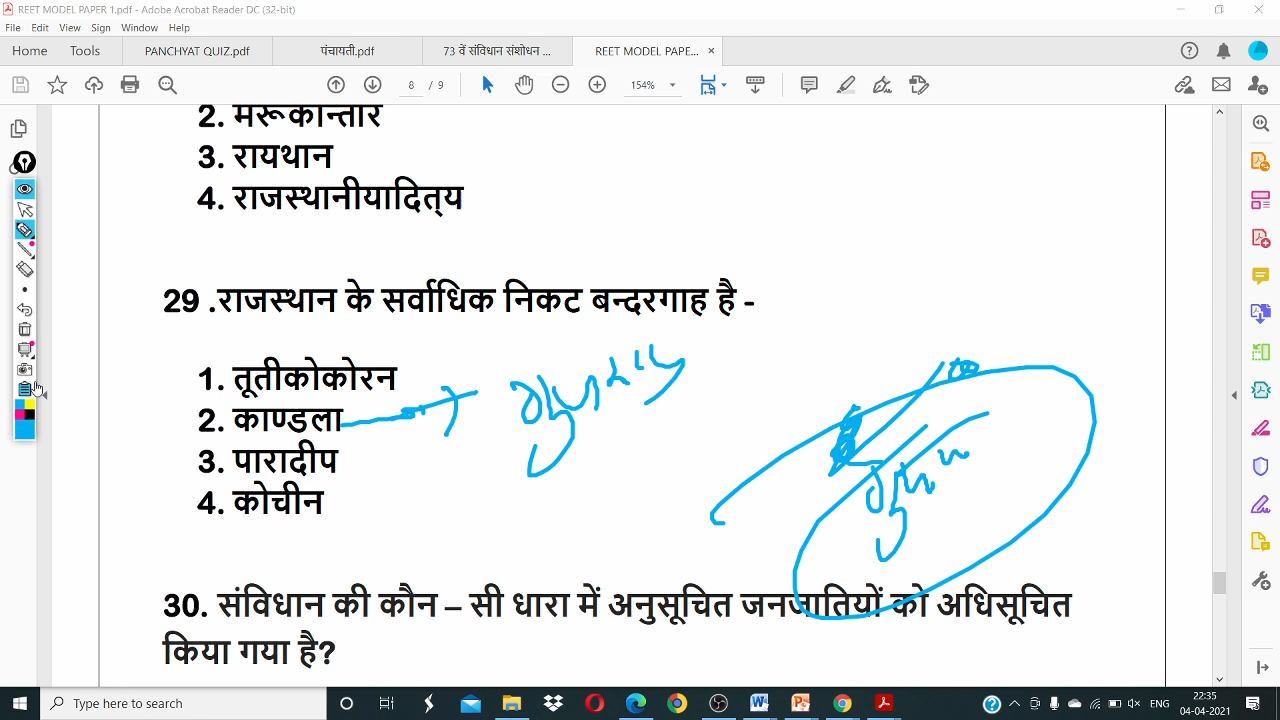 REET MODEL PAPER 1.pdf - Adobe Acrobat Reader DC (32-bit)
File Edit View Sign Window Help
Home Tools PANCHYAT QUIZ.pdf पंचायती.pdf 73 वें संविधान संशोधन ... REET MODEL PAPE... ×
8 / 9 154%
2. मरूकान्तार
3. रायथान
4. राजस्थानीयादित्य
29 .राजस्थान के सर्वाधिक निकट बन्दरगाह है -
1. तूतीकोकोरन
2. काण्डला
3. पारादीप
4. कोचीन
30. संविधान की कौन – सी धारा में अनुसूचित जनजातियों को अधिसूचित
किया गया है?
Type here to search
ENG
22:35
04-04-2021